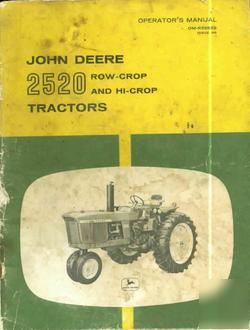 OPERATOR'S MANUAL
JOHN DEERE
2520 ROW-CROP
AND HI-CROP
TRACTORS